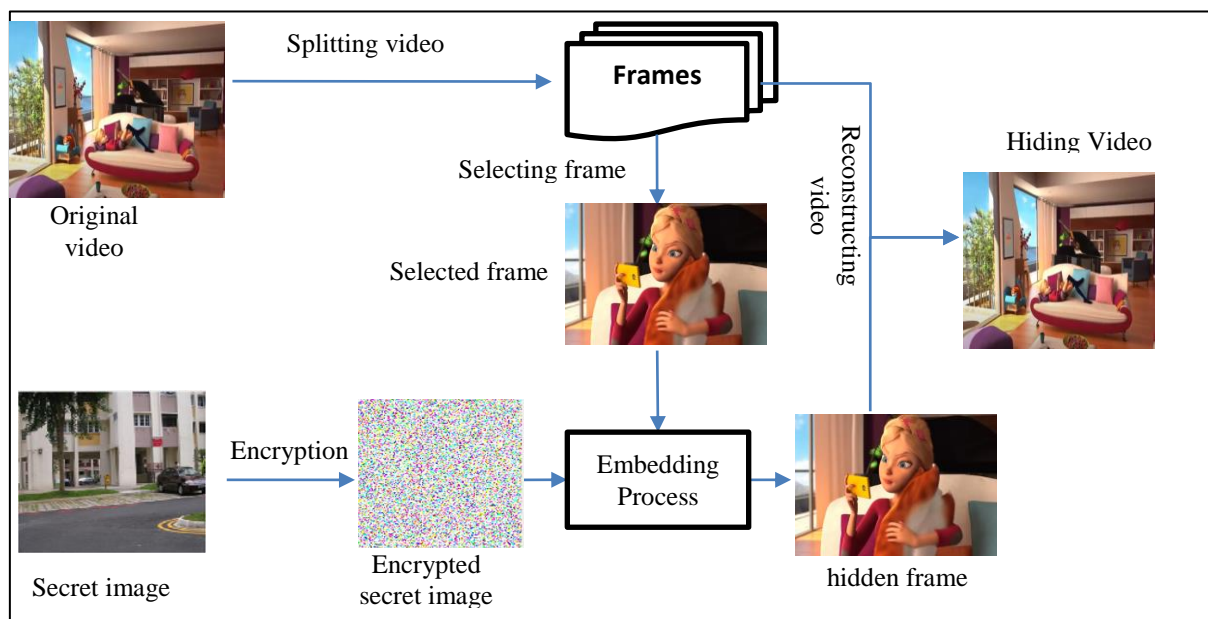 Splitting video
Frames
Original
video
Selecting frame
Selected frame
Reconstructing
video
Hiding Video
Encryption
Embedding
Process
Secret image
Encrypted
secret image
hidden frame